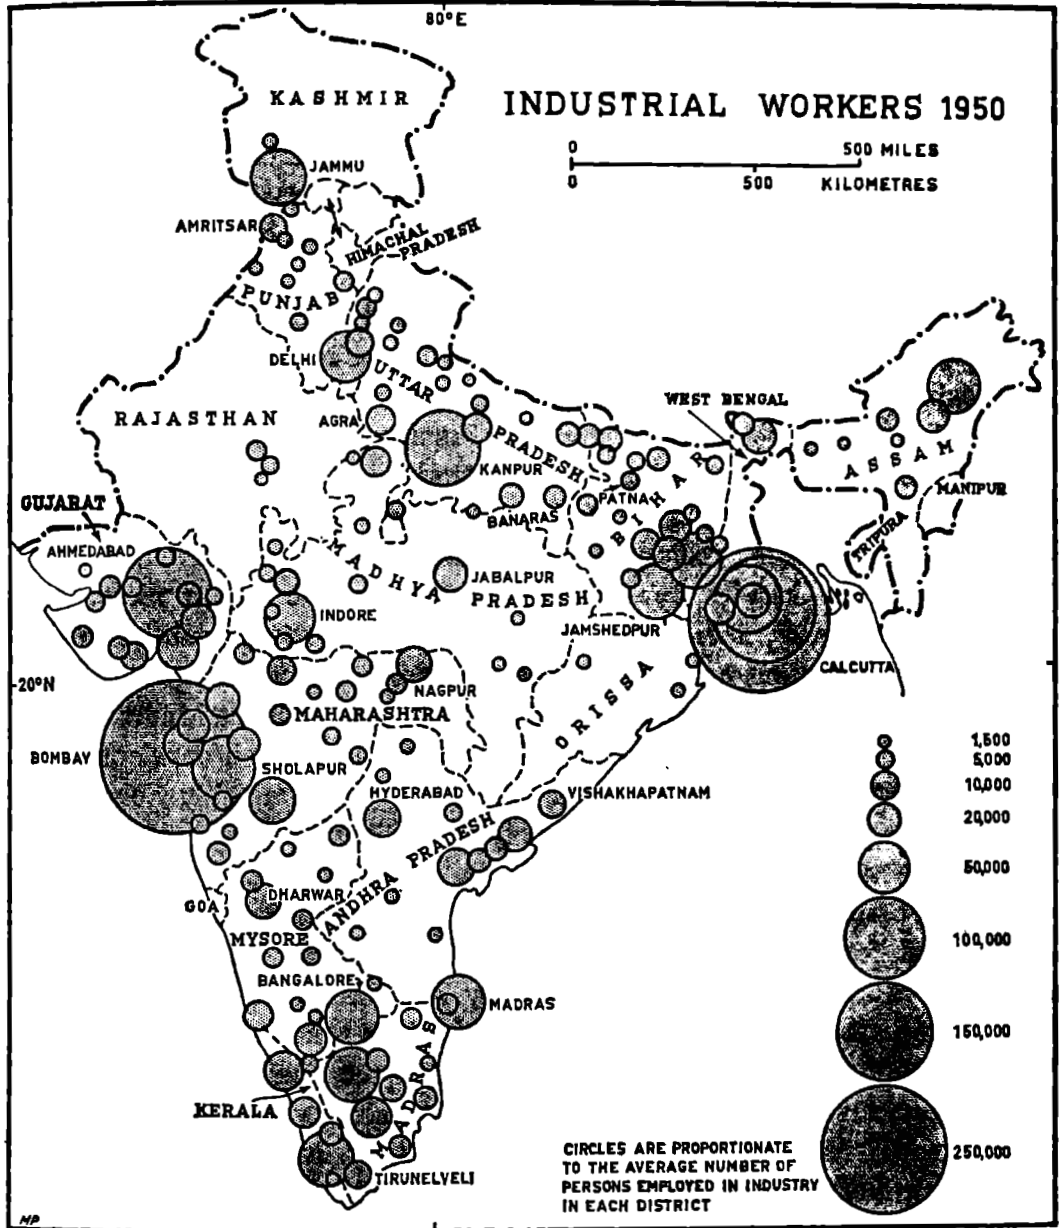 80°E
INDUSTRIAL WORKERS 1950
0 500 MILES
0 500 KILOMETRES
KASHMIR
JAMMU
AMRITSAR
HIMACHAL
PRADESH
PUNJAB
DELHI
UTTAR
PRADESH
RAJASTHAN
AGRA
KANPUR
WEST BENGAL
ASSAM
MANIPUR
TRIPURA
BIHAR
PATNA
BANARAS
GUJARAT
AHMEDABAD
MADHYA
PRADESH
JABALPUR
INDORE
JAMSHEDPUR
CALCUTTA
20°N
NAGPUR
MAHARASHTRA
ORISSA
BOMBAY
SHOLAPUR
HYDERABAD
VISHAKHAPATNAM
ANDHRA PRADESH
GOA
DHARWAR
MYSORE
BANGALORE
MADRAS
MADRAS
KERALA
TIRUNELVELI
1,500
5,000
10,000
20,000
50,000
100,000
150,000
250,000
CIRCLES ARE PROPORTIONATE
TO THE AVERAGE NUMBER OF
PERSONS EMPLOYED IN INDUSTRY
IN EACH DISTRICT
MP